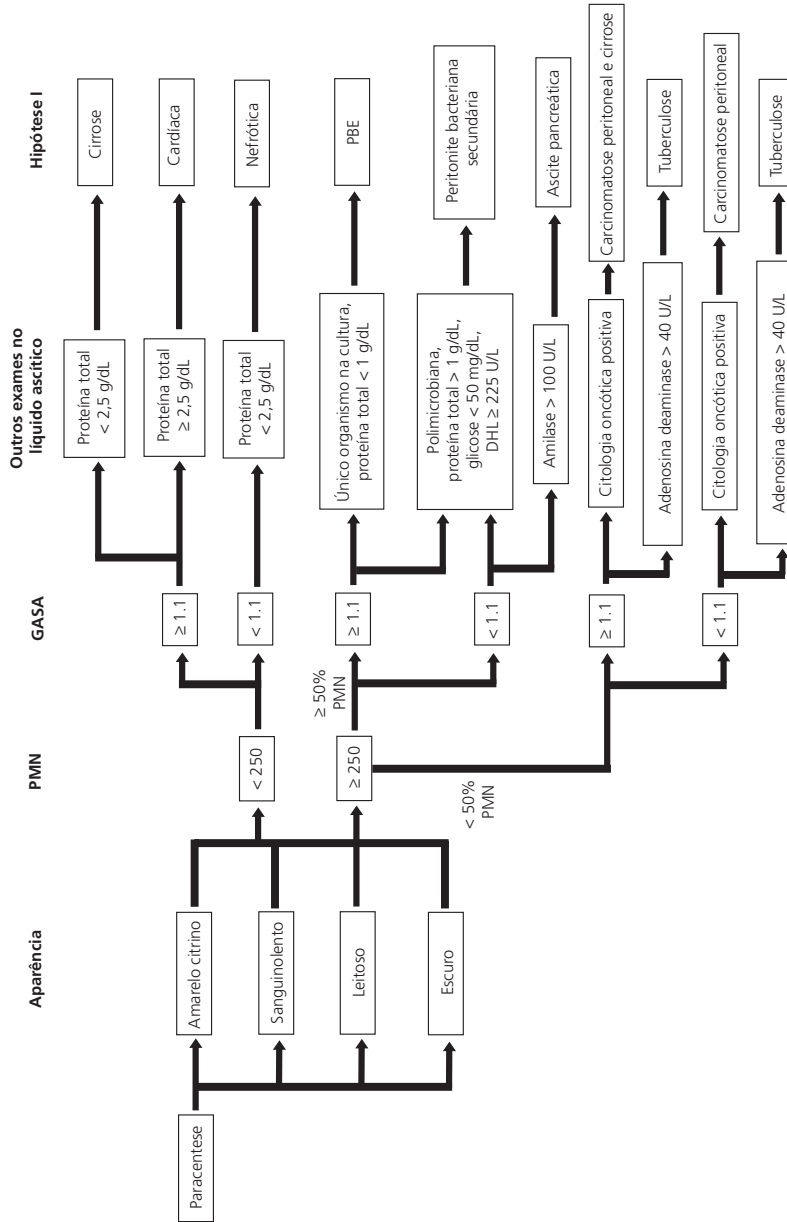 Aparência
PMN
GASA
Outros exames no
líquido ascítico
Hipótese I
Paracentese
Amarelo citrino
Sanguinolento
Leitoso
Escuro
< 250
≥ 250
≥ 50%
PMN
< 50%
PMN
≥ 1.1
< 1.1
≥ 1.1
< 1.1
≥ 1.1
< 1.1
Proteína total
< 2,5 g/dL
Cirrose
Proteína total
≥ 2,5 g/dL
Cardíaca
Proteína total
< 2,5 g/dL
Nefrótica
Único organismo na cultura,
proteína total < 1 g/dL
PBE
Polimicrobiana,
proteína total > 1 g/dL,
glicose < 50 mg/dL,
DHL ≥ 225 U/L
Peritonite bacteriana
secundária
Amilase > 100 U/L
Ascite pancreática
Citologia oncótica positiva
Carcinomatose peritoneal e cirrose
Adenosina deaminase > 40 U/L
Tuberculose
Citologia oncótica positiva
Carcinomatose peritoneal
Adenosina deaminase > 40 U/L
Tuberculose